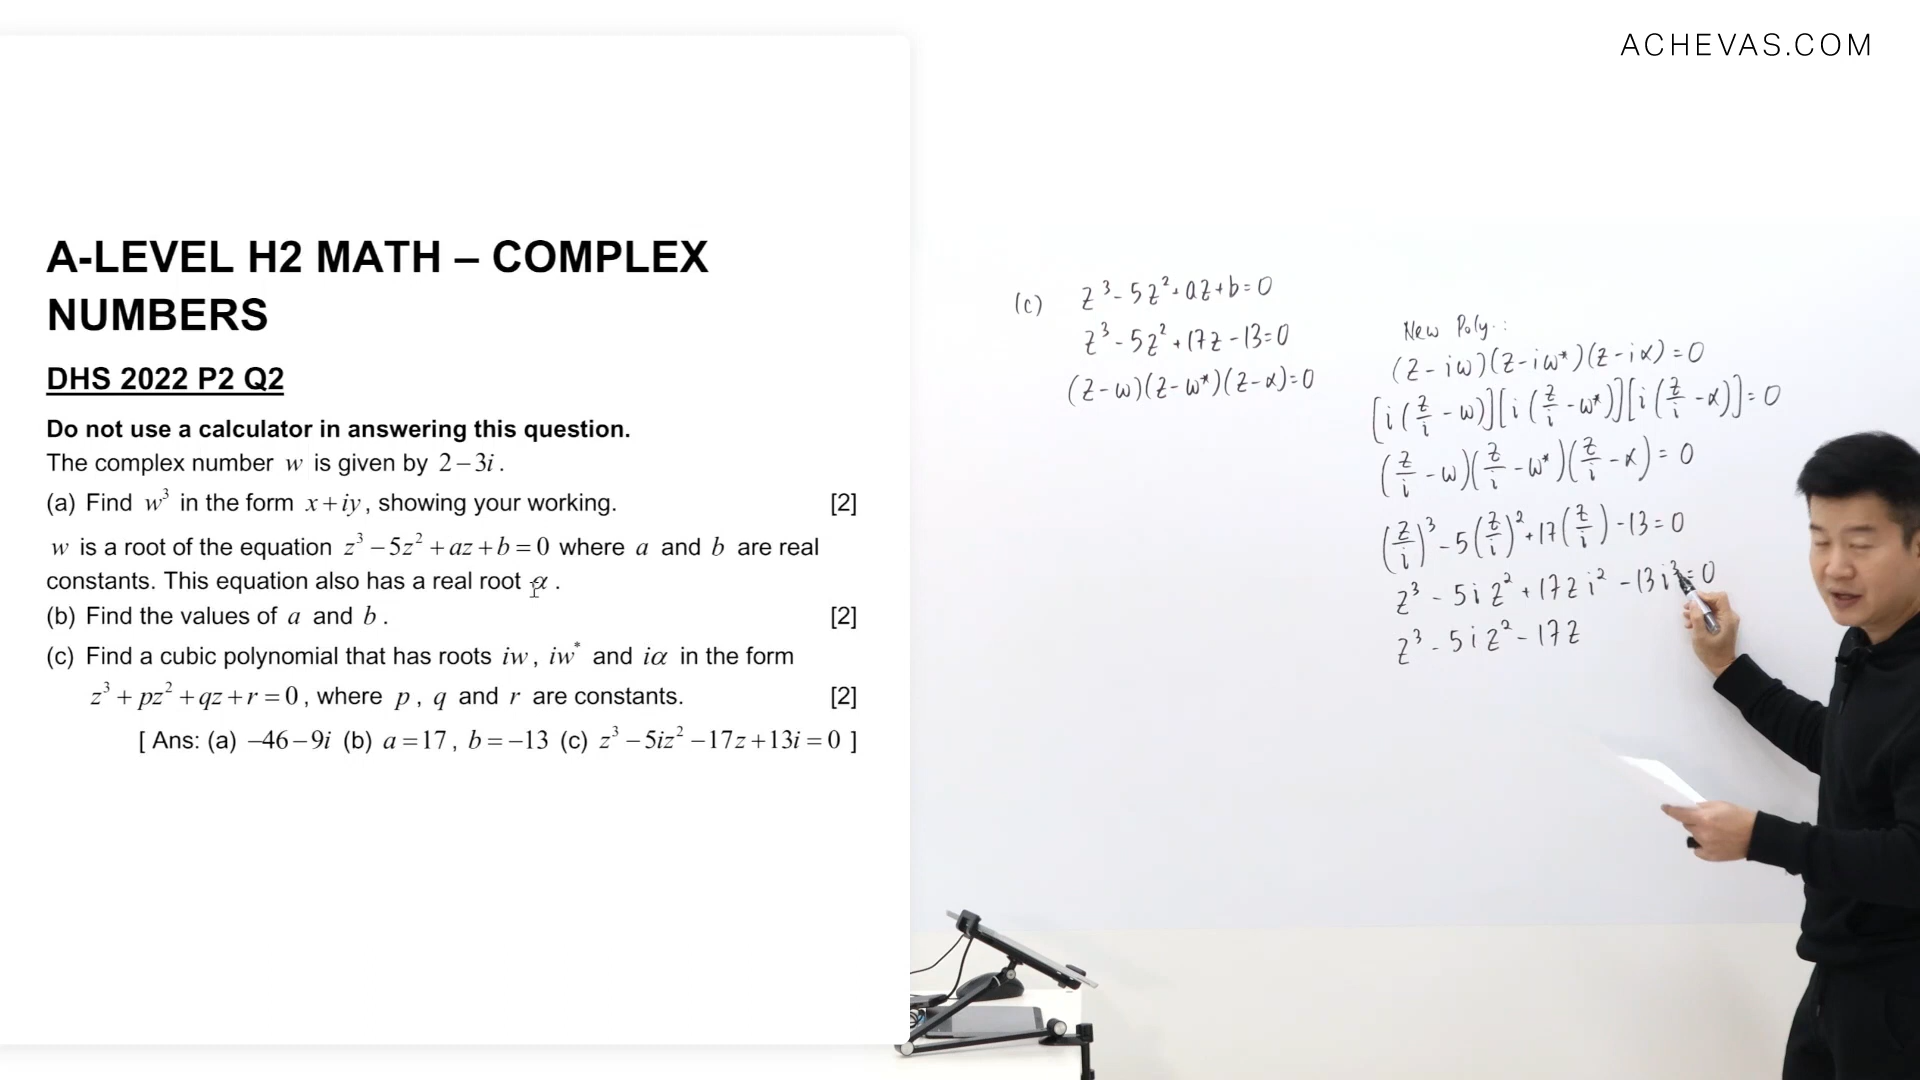 ACHEVAS.COM
A-LEVEL H2 MATH – COMPLEX
NUMBERS
DHS 2022 P2 Q2
Do not use a calculator in answering this question.
The complex number w is given by 2−3i.
(a) Find w³ in the form x+iy, showing your working. [2]
w is a root of the equation z³−5z²+az+b=0 where a and b are real
constants. This equation also has a real root α.
(b) Find the values of a and b. [2]
(c) Find a cubic polynomial that has roots iw, iw* and iα in the form
z³+pz²+qz+r=0, where p, q and r are constants. [2]
[ Ans: (a) −46−9i (b) a=17, b=−13 (c) z³−5iz²−17z+13i=0 ]
(c) z³-5z²+az+b=0
z³-5z²+17z-13=0
(z-w)(z-w*)(z-α)=0
New Poly.:
(z-iw)(z-iw*)(z-iα)=0
[i(z/i-w)][i(z/i-w*)][i(z/i-α)]=0
(z/i-w)(z/i-w*)(z/i-α)=0
(z/i)³-5(z/i)²+17(z/i)-13=0
z³-5iz²+17zi²-13i³=0
z³-5iz²-17z